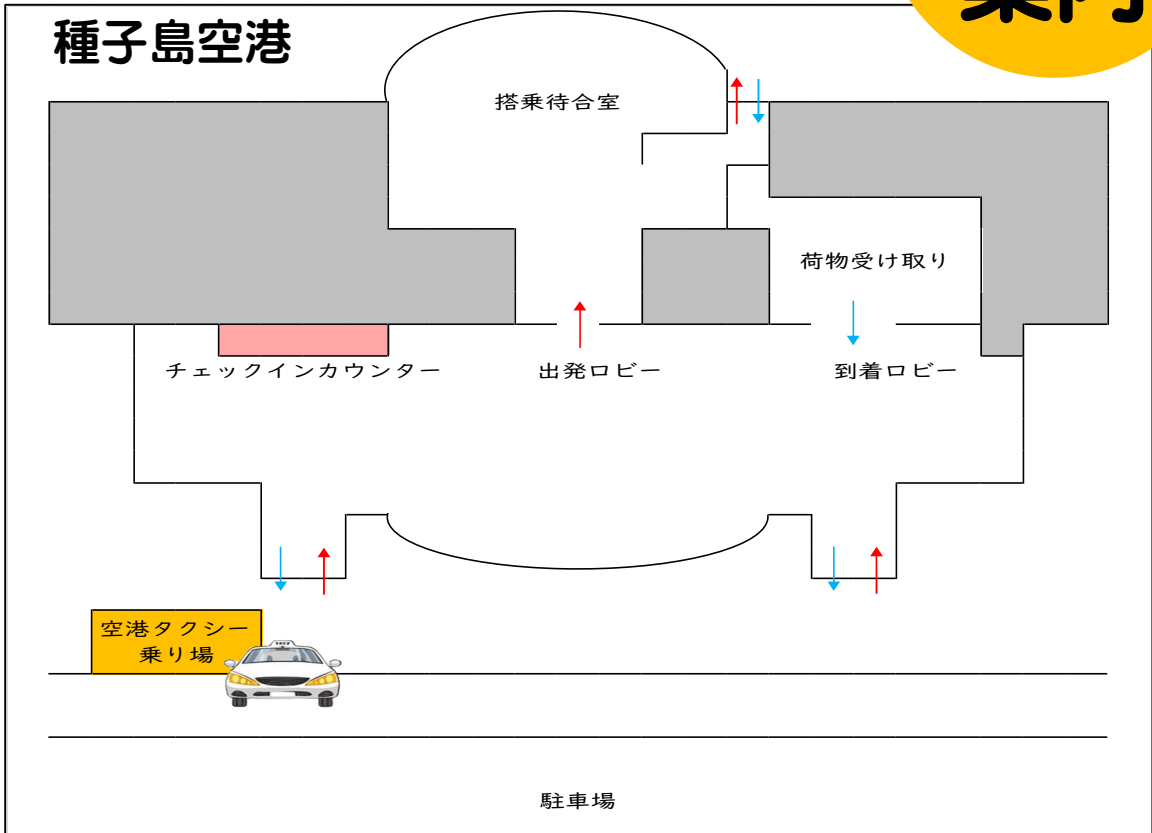 種子島空港
案内
搭乗待合室
荷物受け取り
チェックインカウンター
出発ロビー
到着ロビー
空港タクシー
乗り場
駐車場